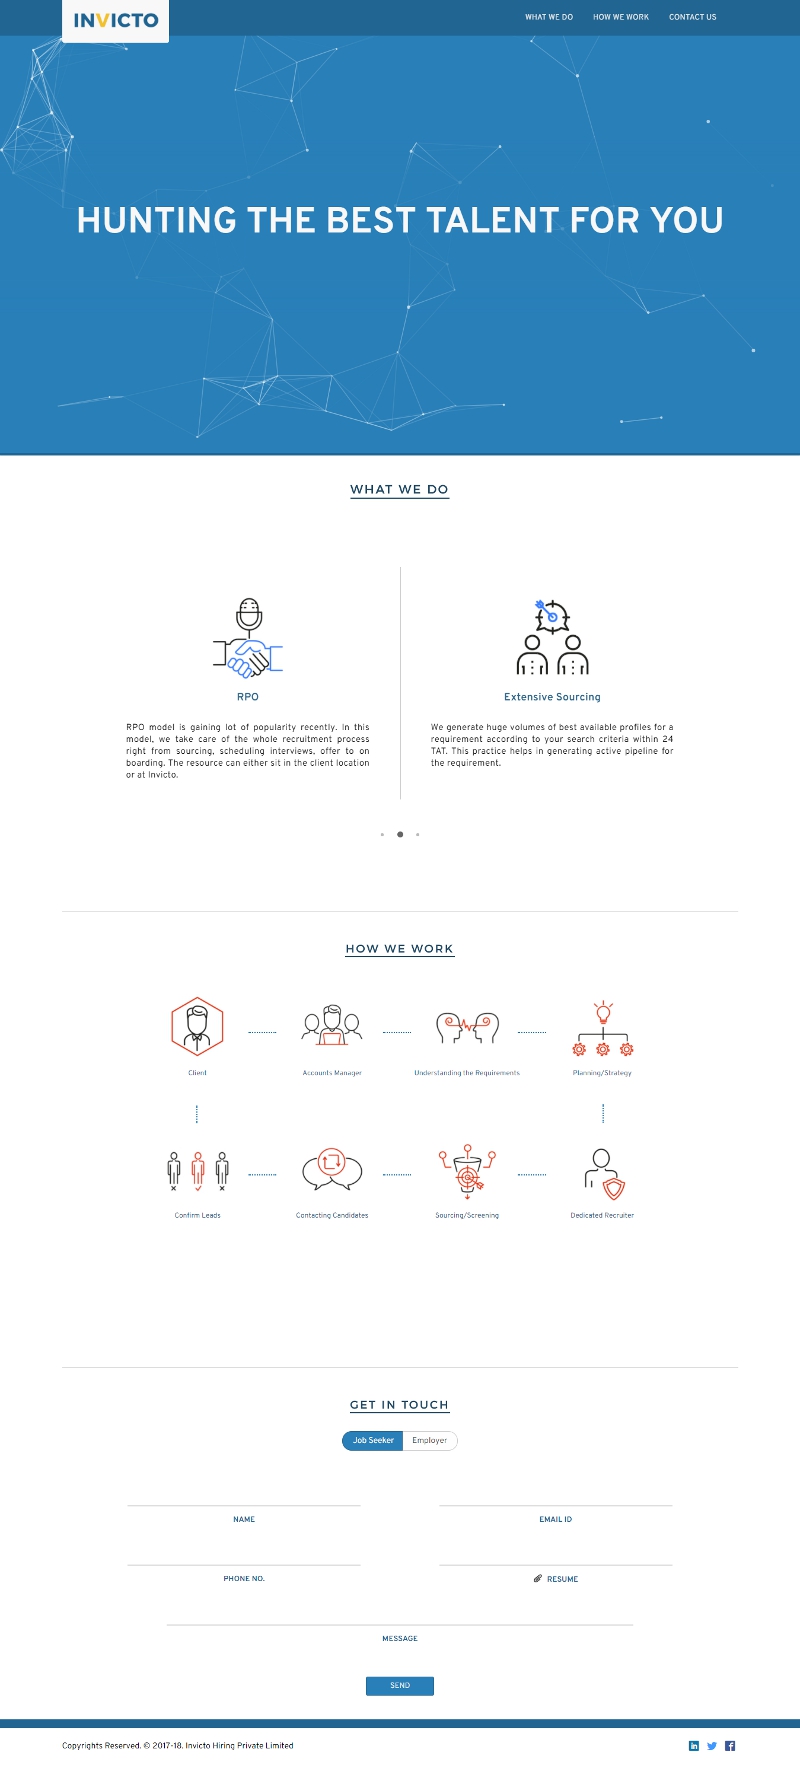 INVICTO
WHAT WE DO
HOW WE WORK
CONTACT US
HUNTING THE BEST TALENT FOR YOU
WHAT WE DO
RPO
RPO model is gaining lot of popularity recently. In this
model, we take care of the whole recruitment process
right from sourcing, scheduling interviews, offer to on
boarding. The resource can either sit in the client location
or at Invicto.
Extensive Sourcing
We generate huge volumes of best available profiles for a
requirement according to your search criteria within 24
TAT. This practice helps in generating active pipeline for
the requirement.
HOW WE WORK
Client
Accounts Manager
Understanding the Requirements
Planning/Strategy
Confirm Leads
Contacting Candidates
Sourcing/Screening
Dedicated Recruiter
GET IN TOUCH
Job Seeker
Employer
NAME
EMAIL ID
PHONE NO.
RESUME
MESSAGE
SEND
Copyrights Reserved. © 2017-18. Invicto Hiring Private Limited